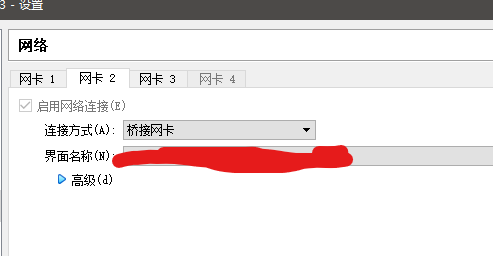 3 - 设置
网络
网卡 1 网卡 2 网卡 3 网卡 4
启用网络连接(E)
连接方式(A): 桥接网卡
界面名称(N):
高级(d)